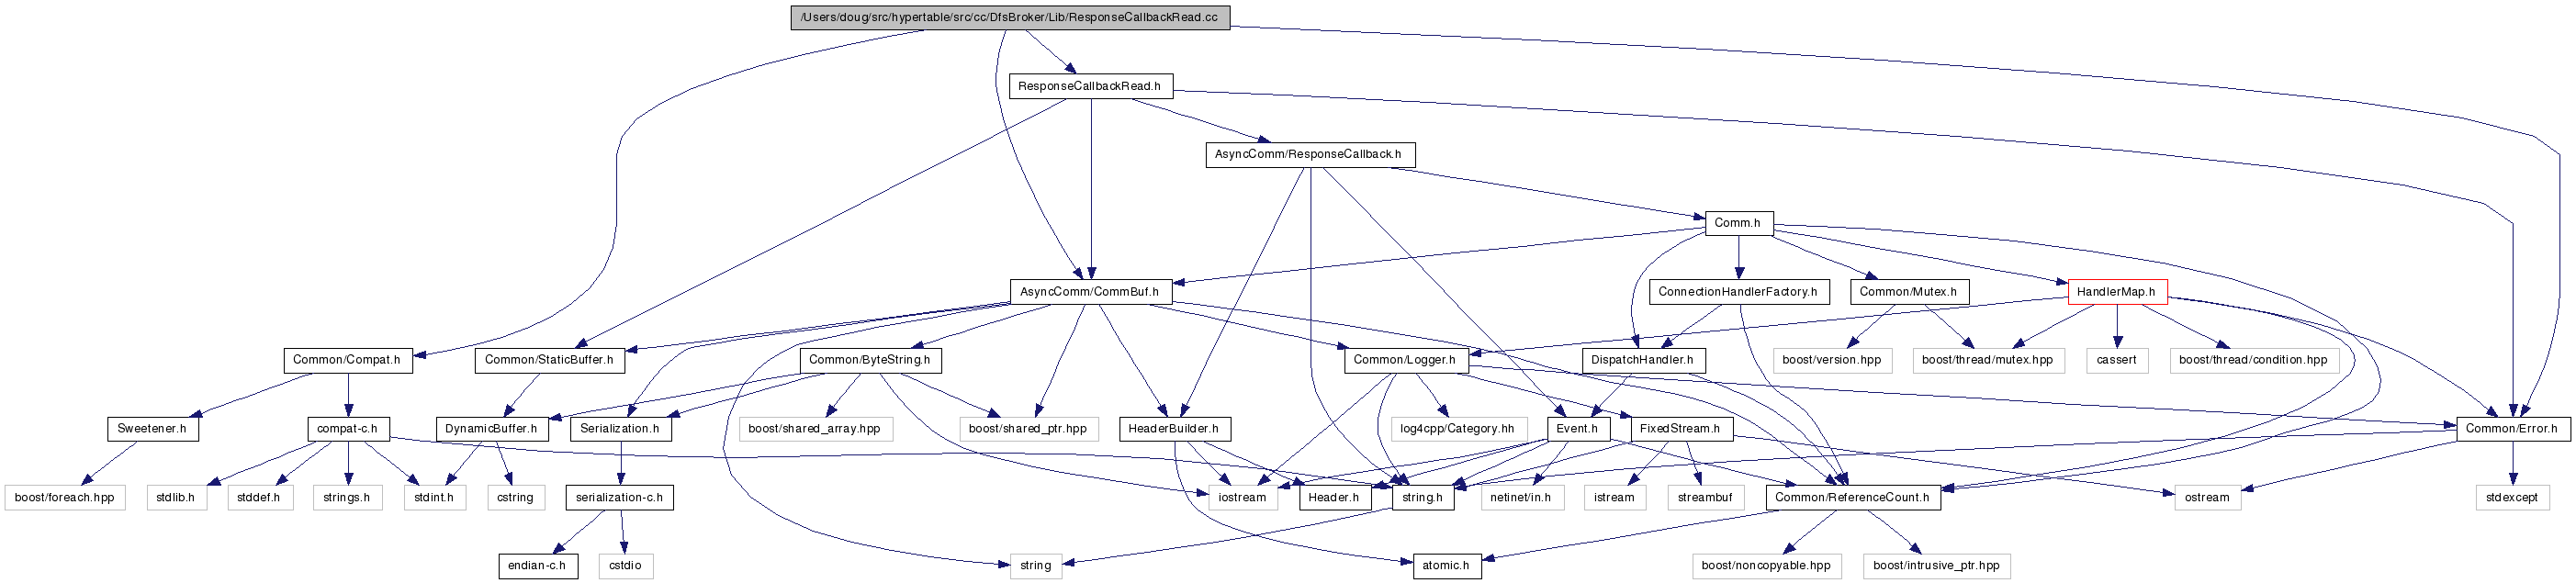 /Users/doug/src/hypertable/src/cc/DfsBroker/Lib/ResponseCallbackRead.cc
ResponseCallbackRead.h
AsyncComm/ResponseCallback.h
Comm.h
AsyncComm/CommBuf.h
ConnectionHandlerFactory.h
Common/Mutex.h
HandlerMap.h
Common/Compat.h
Common/StaticBuffer.h
Common/ByteString.h
Common/Logger.h
DispatchHandler.h
boost/version.hpp
boost/thread/mutex.hpp
cassert
boost/thread/condition.hpp
Sweetener.h
compat-c.h
DynamicBuffer.h
Serialization.h
boost/shared_array.hpp
boost/shared_ptr.hpp
HeaderBuilder.h
log4cpp/Category.hh
Event.h
FixedStream.h
Common/Error.h
boost/foreach.hpp
stdlib.h
stddef.h
strings.h
stdint.h
cstring
serialization-c.h
iostream
Header.h
string.h
netinet/in.h
istream
streambuf
Common/ReferenceCount.h
ostream
stdexcept
endian-c.h
cstdio
string
atomic.h
boost/noncopyable.hpp
boost/intrusive_ptr.hpp